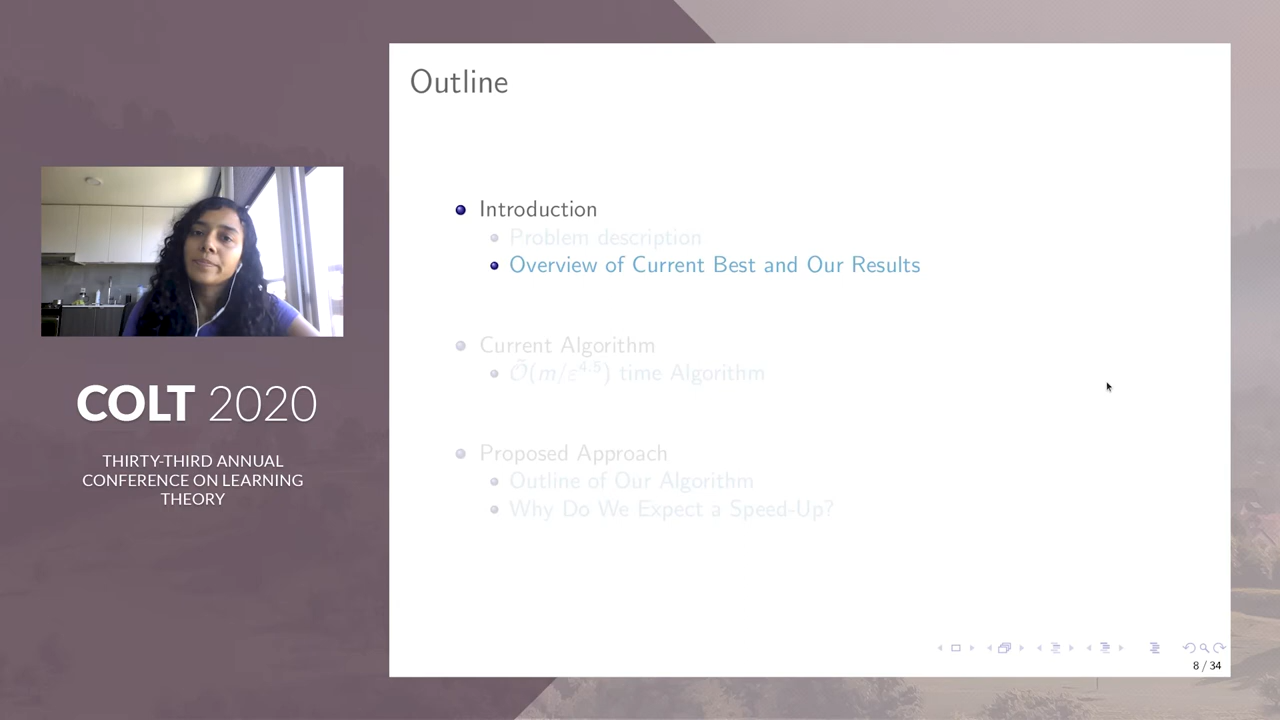 Outline
Introduction
Problem description
Overview of Current Best and Our Results
Current Algorithm
Õ(m/ε^4.5) time Algorithm
Proposed Approach
Outline of Our Algorithm
Why Do We Expect a Speed-Up?
8 / 34
COLT 2020
THIRTY-THIRD ANNUAL
CONFERENCE ON LEARNING
THEORY